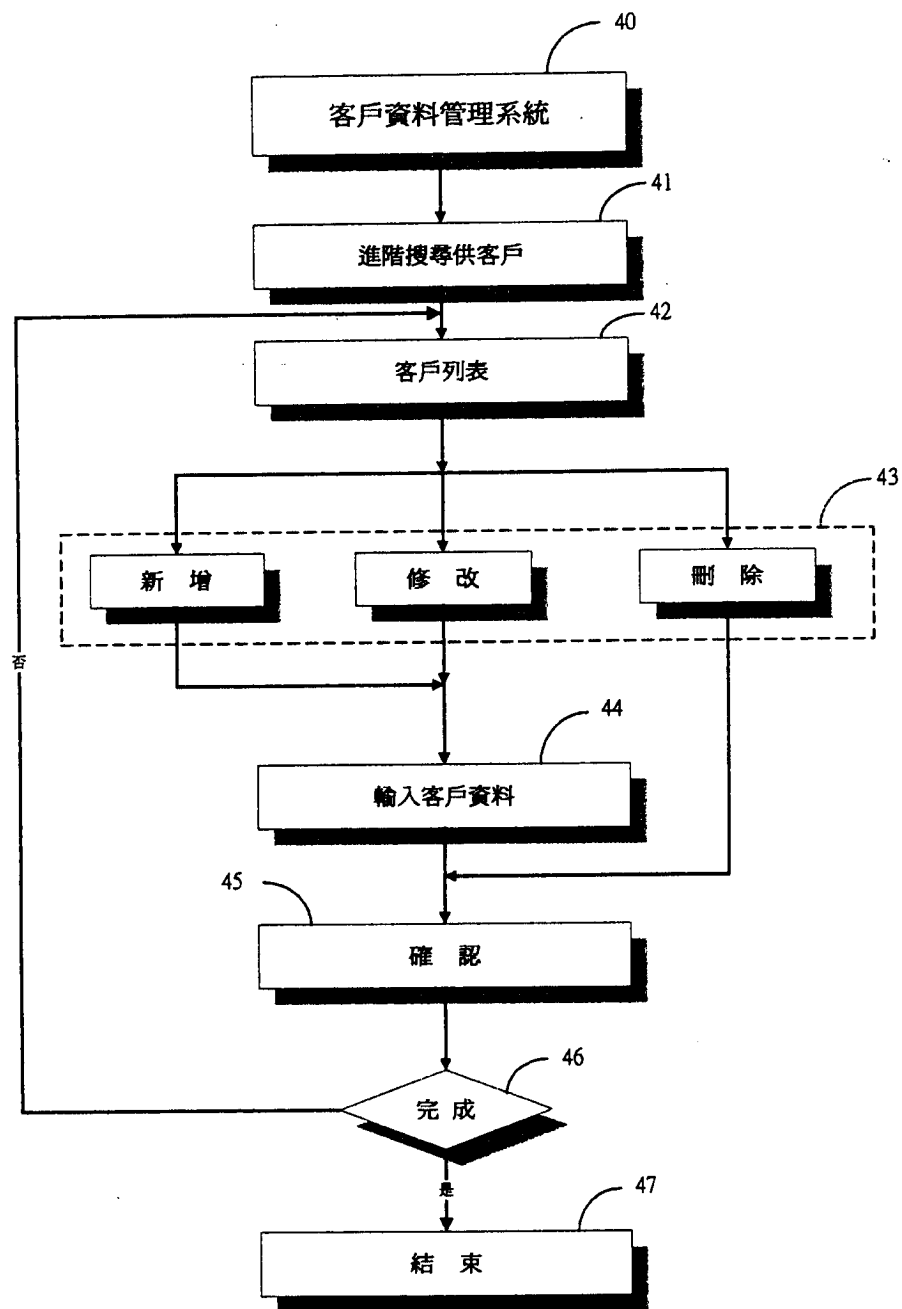 40
客戶資料管理系統
41
進階搜尋供客戶
42
客戶列表
43
新 增
修 改
刪 除
否
44
輸入客戶資料
45
確 認
46
完 成
是
47
結 束